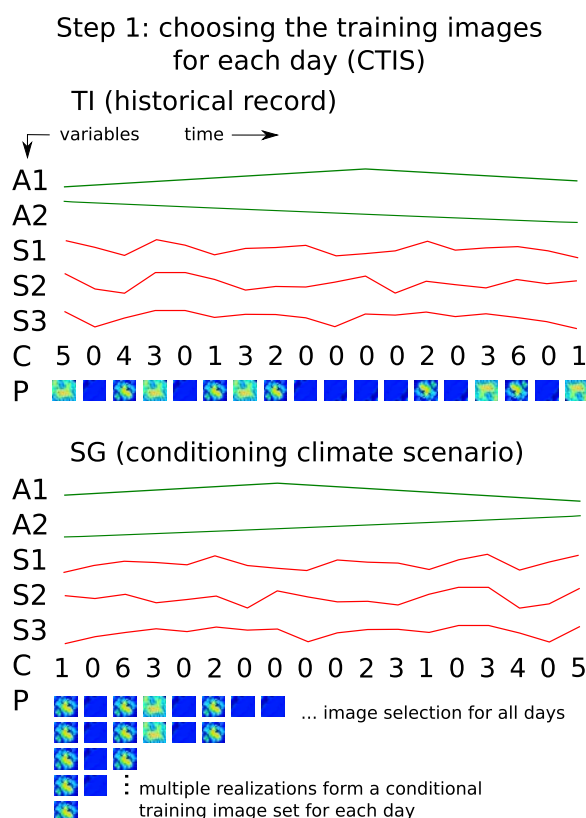 Step 1: choosing the training images
for each day (CTIS)
TI (historical record)
variables time
A1
A2
S1
S2
S3
C 5 0 4 3 0 1 3 2 0 0 0 0 2 0 3 6 0 1
P
SG (conditioning climate scenario)
A1
A2
S1
S2
S3
C 1 0 6 3 0 2 0 0 0 0 2 3 1 0 3 4 0 5
P
... image selection for all days
multiple realizations form a conditional
training image set for each day